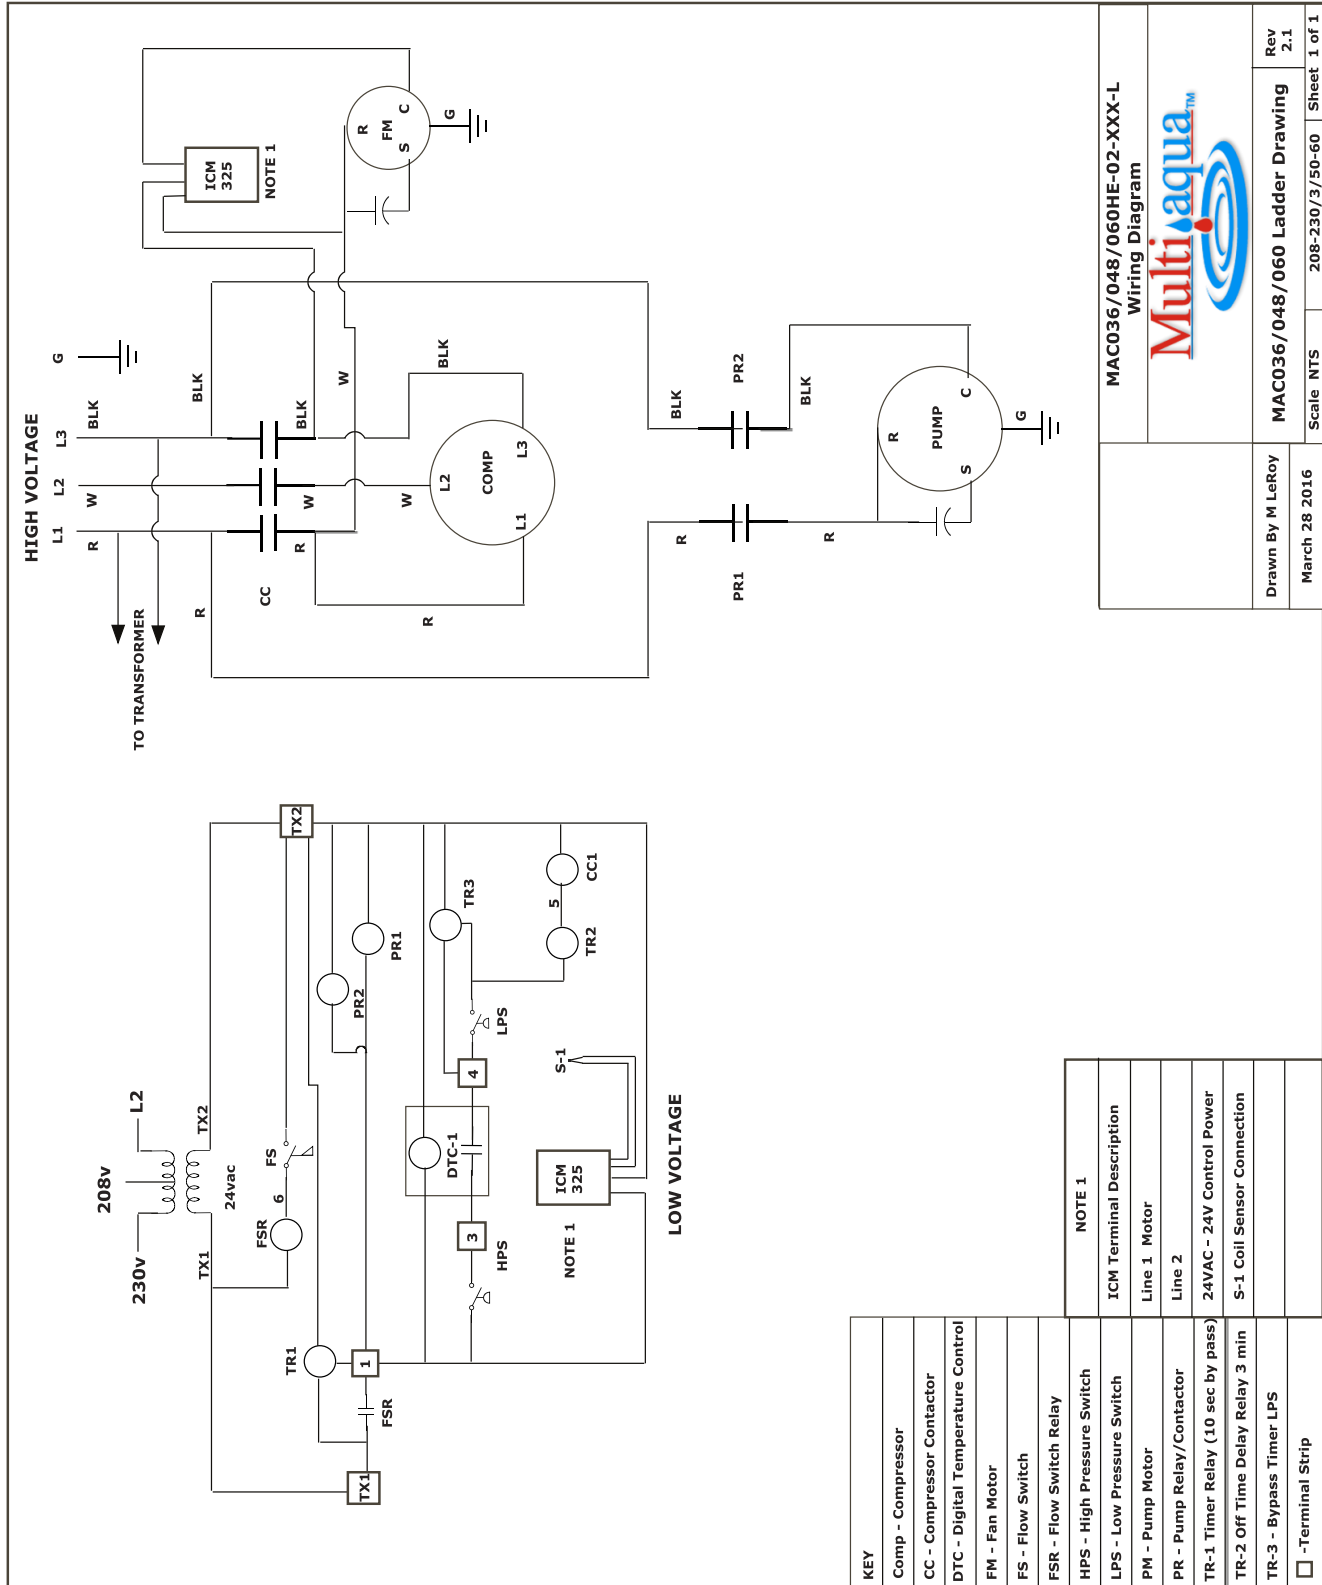 HIGH VOLTAGE
L1
L2
L3
G
R
W
BLK
TO TRANSFORMER
R
BLK
CC
R
W
BLK
W
R
W
BLK
COMP
L1
L2
L3
ICM
325
NOTE 1
FM
R
S
C
G
R
BLK
PR1
PR2
R
BLK
PUMP
R
S
C
G
230v
208v
L2
TX1
24vac
TX2
FSR
6
FS
TX2
TR1
PR2
PR1
TX1
FSR
1
DTC-1
TR3
HPS
3
4
LPS
TR2
5
CC1
ICM
325
NOTE 1
S-1
LOW VOLTAGE
KEY
Comp - Compressor
CC - Compressor Contactor
DTC - Digital Temperature Control
FM - Fan Motor
FS - Flow Switch
FSR - Flow Switch Relay
HPS - High Pressure Switch
LPS - Low Pressure Switch
PM - Pump Motor
PR - Pump Relay/Contactor
TR-1 Timer Relay (10 sec by pass)
TR-2 Off Time Delay Relay 3 min
TR-3 - Bypass Timer LPS
-Terminal Strip
NOTE 1
ICM Terminal Description
Line 1 Motor
Line 2
24VAC - 24V Control Power
S-1 Coil Sensor Connection
MAC036/048/060HE-02-XXX-L
Wiring Diagram
Multi aqua™
Drawn By M LeRoy
MAC036/048/060 Ladder Drawing
Rev
2.1
March 28 2016
Scale NTS
208-230/3/50-60
Sheet 1 of 1